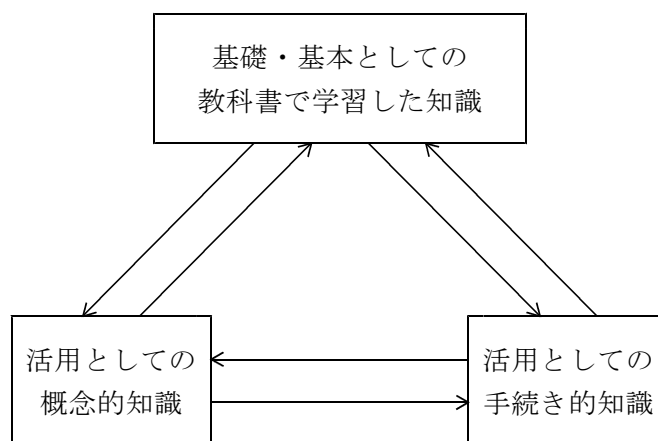 基礎・基本としての
教科書で学習した知識
活用としての
概念的知識
活用としての
手続き的知識